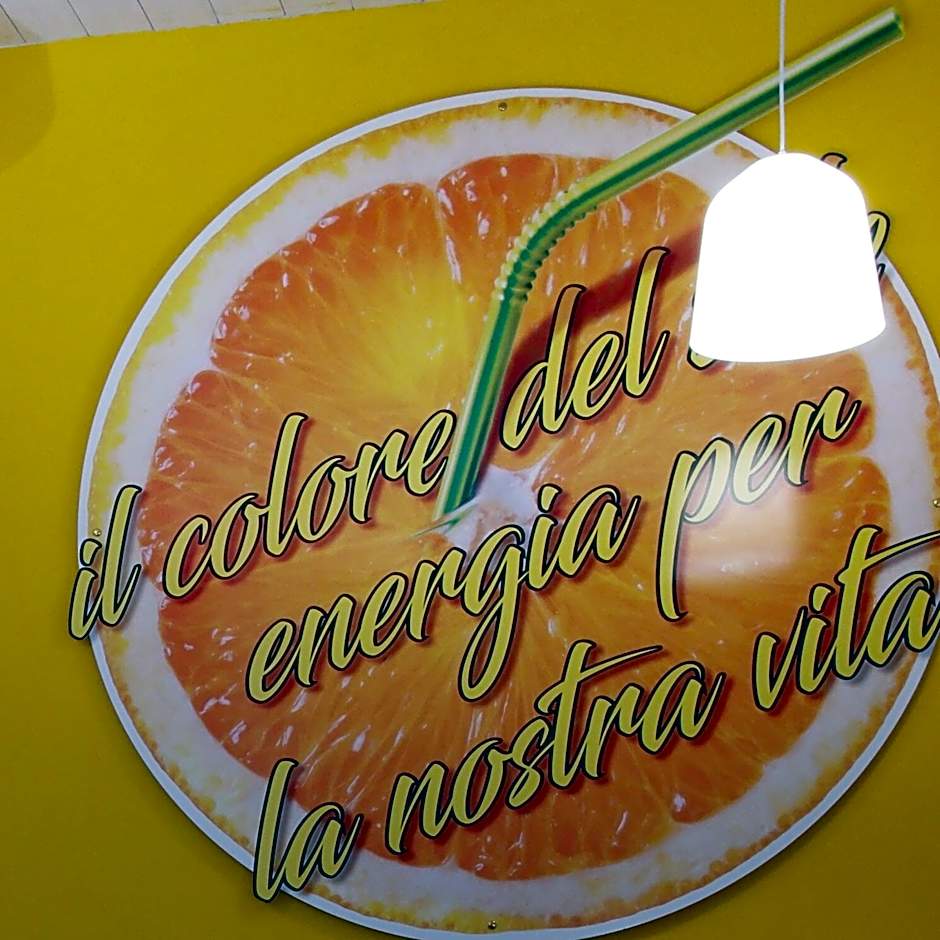 il colore del
energia per
la nostra vita